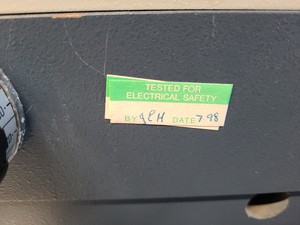 TESTED FOR
ELECTRICAL SAFETY
BY JEH DATE 7.98